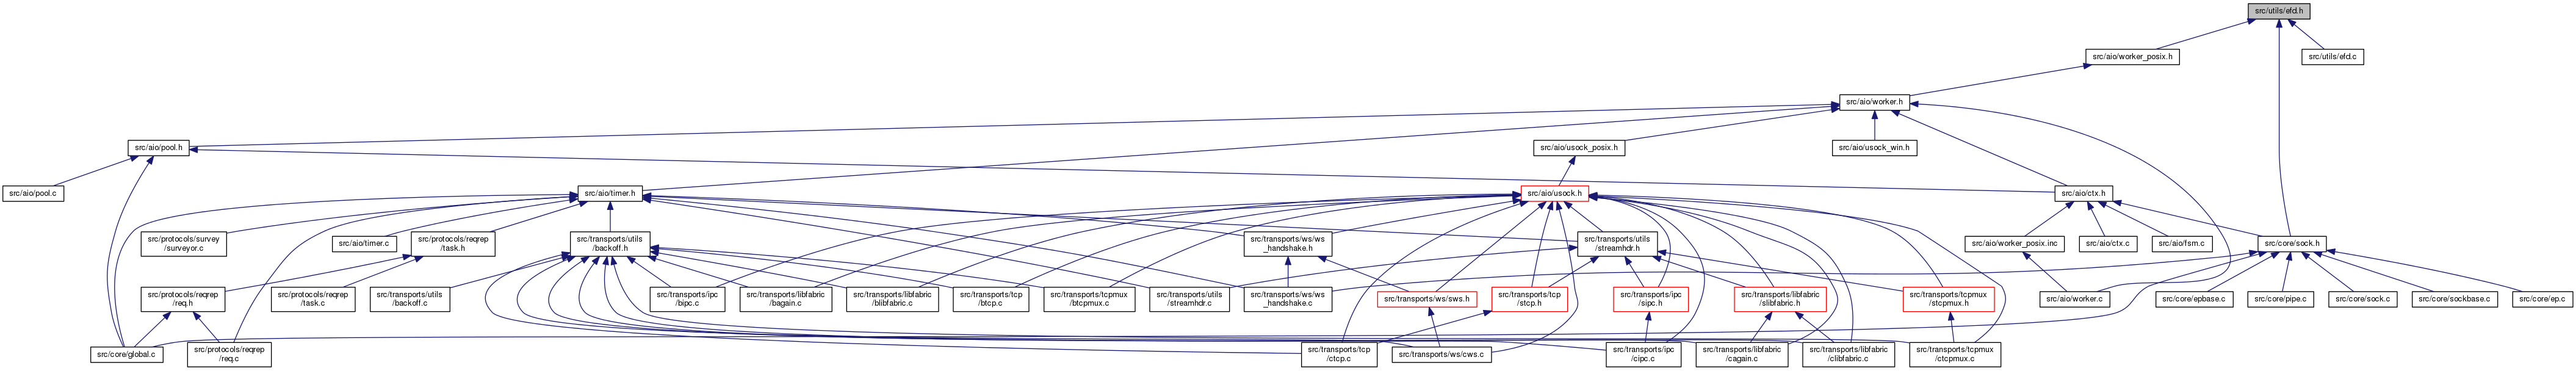 src/utils/efd.h
src/aio/worker_posix.h
src/utils/efd.c
src/aio/worker.h
src/aio/pool.h
src/aio/usock_posix.h
src/aio/usock_win.h
src/aio/pool.c
src/aio/timer.h
src/aio/usock.h
src/aio/ctx.h
src/protocols/survey
/surveyor.c
src/aio/timer.c
src/protocols/reqrep
/task.h
src/transports/utils
/backoff.h
src/transports/ws/ws
_handshake.h
src/transports/utils
/streamhdr.h
src/aio/worker_posix.inc
src/aio/ctx.c
src/aio/fsm.c
src/core/sock.h
src/protocols/reqrep
/req.h
src/protocols/reqrep
/task.c
src/transports/utils
/backoff.c
src/transports/ipc
/bipc.c
src/transports/libfabric
/bagain.c
src/transports/libfabric
/blibfabric.c
src/transports/tcp
/btcp.c
src/transports/tcpmux
/btcpmux.c
src/transports/utils
/streamhdr.c
src/transports/ws/ws
_handshake.c
src/transports/ws/sws.h
src/transports/tcp
/stcp.h
src/transports/ipc
/sipc.h
src/transports/libfabric
/slibfabric.h
src/transports/tcpmux
/stcpmux.h
src/aio/worker.c
src/core/epbase.c
src/core/pipe.c
src/core/sock.c
src/core/sockbase.c
src/core/ep.c
src/core/global.c
src/protocols/reqrep
/req.c
src/transports/tcp
/ctcp.c
src/transports/ws/cws.c
src/transports/ipc
/cipc.c
src/transports/libfabric
/cagain.c
src/transports/libfabric
/clibfabric.c
src/transports/tcpmux
/ctcpmux.c